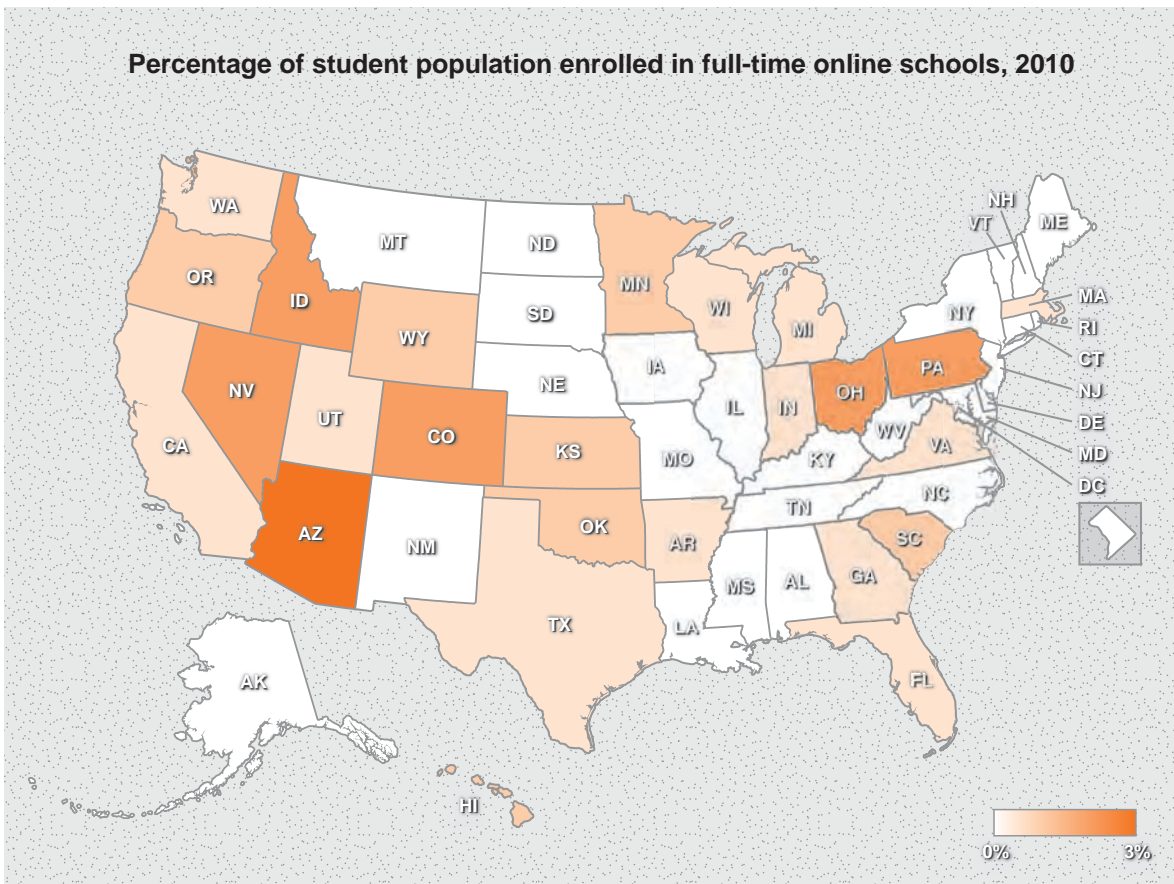 Percentage of student population enrolled in full-time online schools, 2010
NH
WA
VT
ME
MT
ND
OR
MN
ID
SD
WI
MA
NY
MI
RI
WY
CT
IA
PA
NE
NV
NJ
OH
IL
IN
UT
DE
CO
WV
CA
VA
KS
MD
MO
KY
DC
NC
TN
OK
AZ
SC
NM
AR
GA
MS
AL
TX
LA
FL
AK
HI
0% 3%